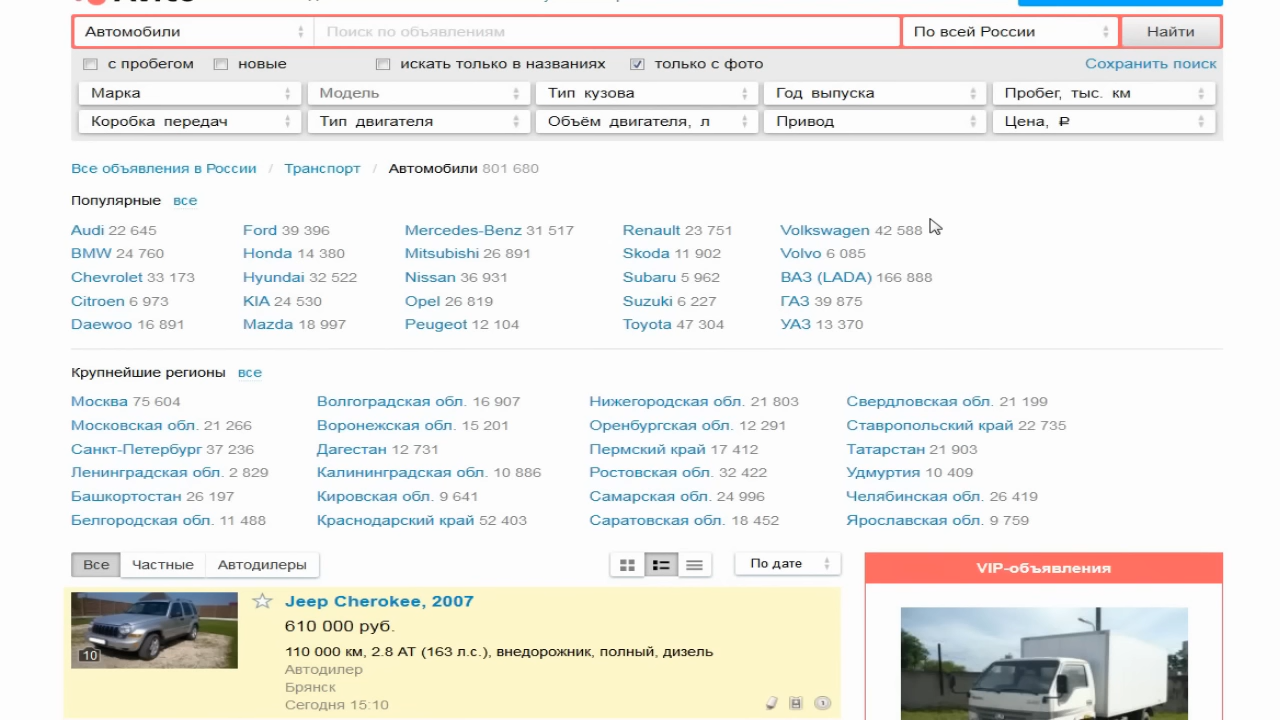 Автомобили Поиск по объявлениям По всей России Найти
с пробегом новые искать только в названиях только с фото Сохранить поиск
Марка Модель Тип кузова Год выпуска Пробег, тыс. км
Коробка передач Тип двигателя Объём двигателя, л Привод Цена, ₽
Все объявления в России / Транспорт / Автомобили 801 680
Популярные все
Audi 22 645 Ford 39 396 Mercedes-Benz 31 517 Renault 23 751 Volkswagen 42 588
BMW 24 760 Honda 14 380 Mitsubishi 26 891 Skoda 11 902 Volvo 6 085
Chevrolet 33 173 Hyundai 32 522 Nissan 36 931 Subaru 5 962 ВАЗ (LADA) 166 888
Citroen 6 973 KIA 24 530 Opel 26 819 Suzuki 6 227 ГАЗ 39 875
Daewoo 16 891 Mazda 18 997 Peugeot 12 104 Toyota 47 304 УАЗ 13 370
Крупнейшие регионы все
Москва 75 604 Волгоградская обл. 16 907 Нижегородская обл. 21 803 Свердловская обл. 21 199
Московская обл. 21 266 Воронежская обл. 15 201 Оренбургская обл. 12 291 Ставропольский край 22 735
Санкт-Петербург 37 236 Дагестан 12 731 Пермский край 17 412 Татарстан 21 903
Ленинградская обл. 2 829 Калининградская обл. 10 886 Ростовская обл. 32 422 Удмуртия 10 409
Башкортостан 26 197 Кировская обл. 9 641 Самарская обл. 24 996 Челябинская обл. 26 419
Белгородская обл. 11 488 Краснодарский край 52 403 Саратовская обл. 18 452 Ярославская обл. 9 759
Все Частные Автодилеры По дате VIP-объявления
Jeep Cherokee, 2007
610 000 руб.
10 110 000 км, 2.8 AT (163 л.с.), внедорожник, полный, дизель
Автодилер
Брянск
Сегодня 15:10